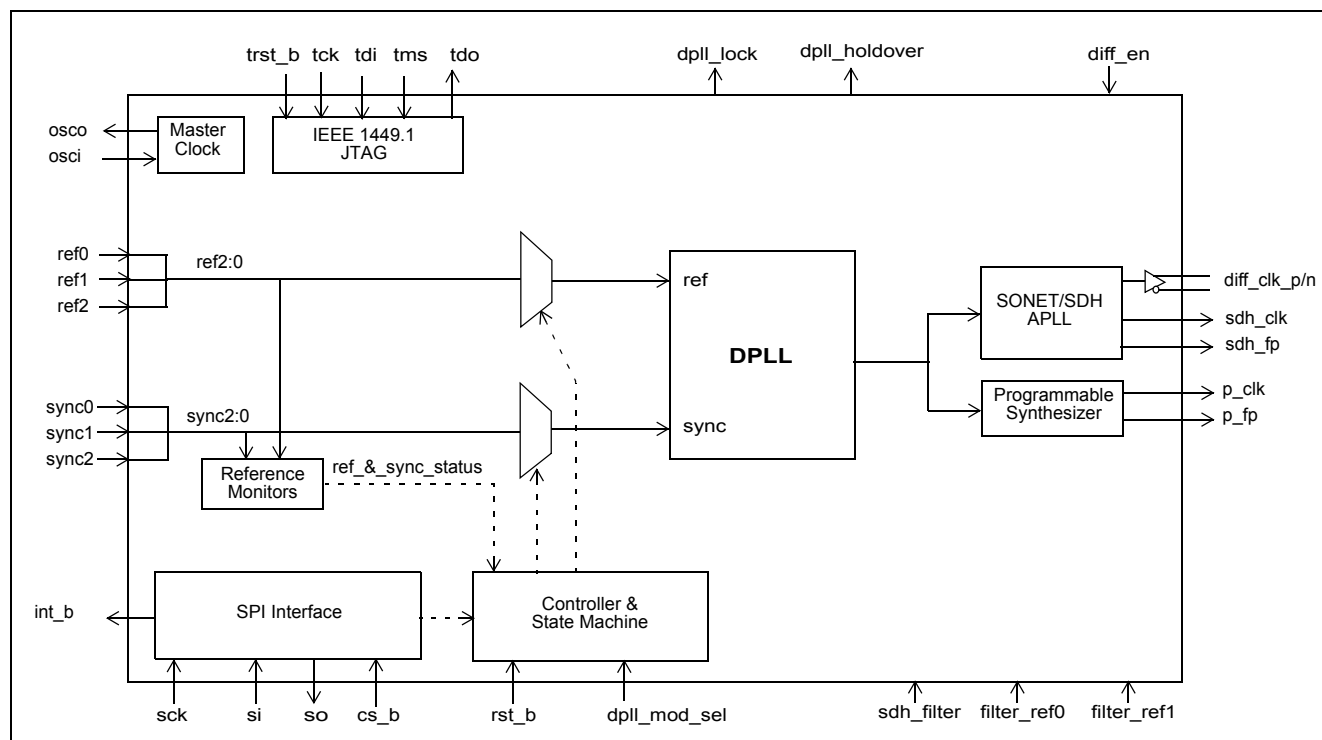 trst_b tck tdi tms tdo
dpll_lock
dpll_holdover
diff_en
osco
osci
Master
Clock
IEEE 1449.1
JTAG
ref0
ref1
ref2
ref2:0
ref
DPLL
sync
SONET/SDH
APLL
diff_clk_p/n
sdh_clk
sdh_fp
Programmable
Synthesizer
p_clk
p_fp
sync0
sync1
sync2
sync2:0
Reference
Monitors
ref_&_sync_status
int_b
SPI Interface
Controller &
State Machine
sck si so cs_b
rst_b
dpll_mod_sel
sdh_filter
filter_ref0
filter_ref1